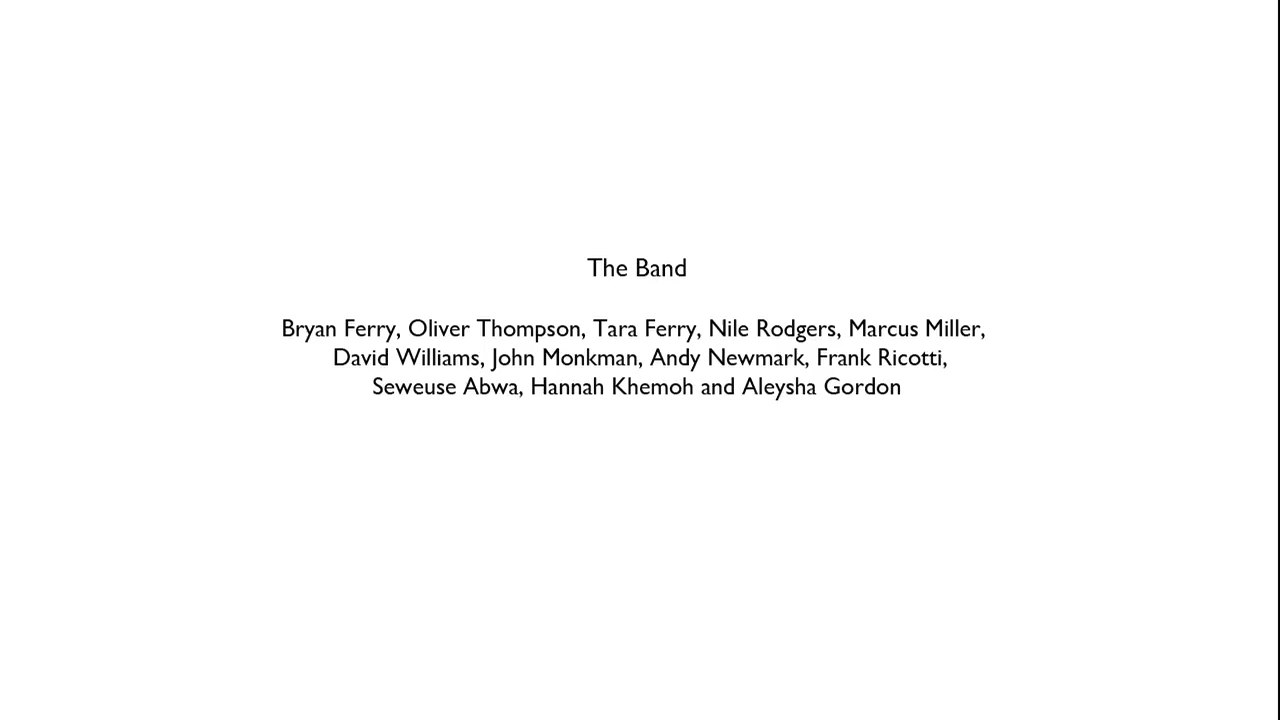 The Band
Bryan Ferry, Oliver Thompson, Tara Ferry, Nile Rodgers, Marcus Miller,
David Williams, John Monkman, Andy Newmark, Frank Ricotti,
Seweuse Abwa, Hannah Khemoh and Aleysha Gordon